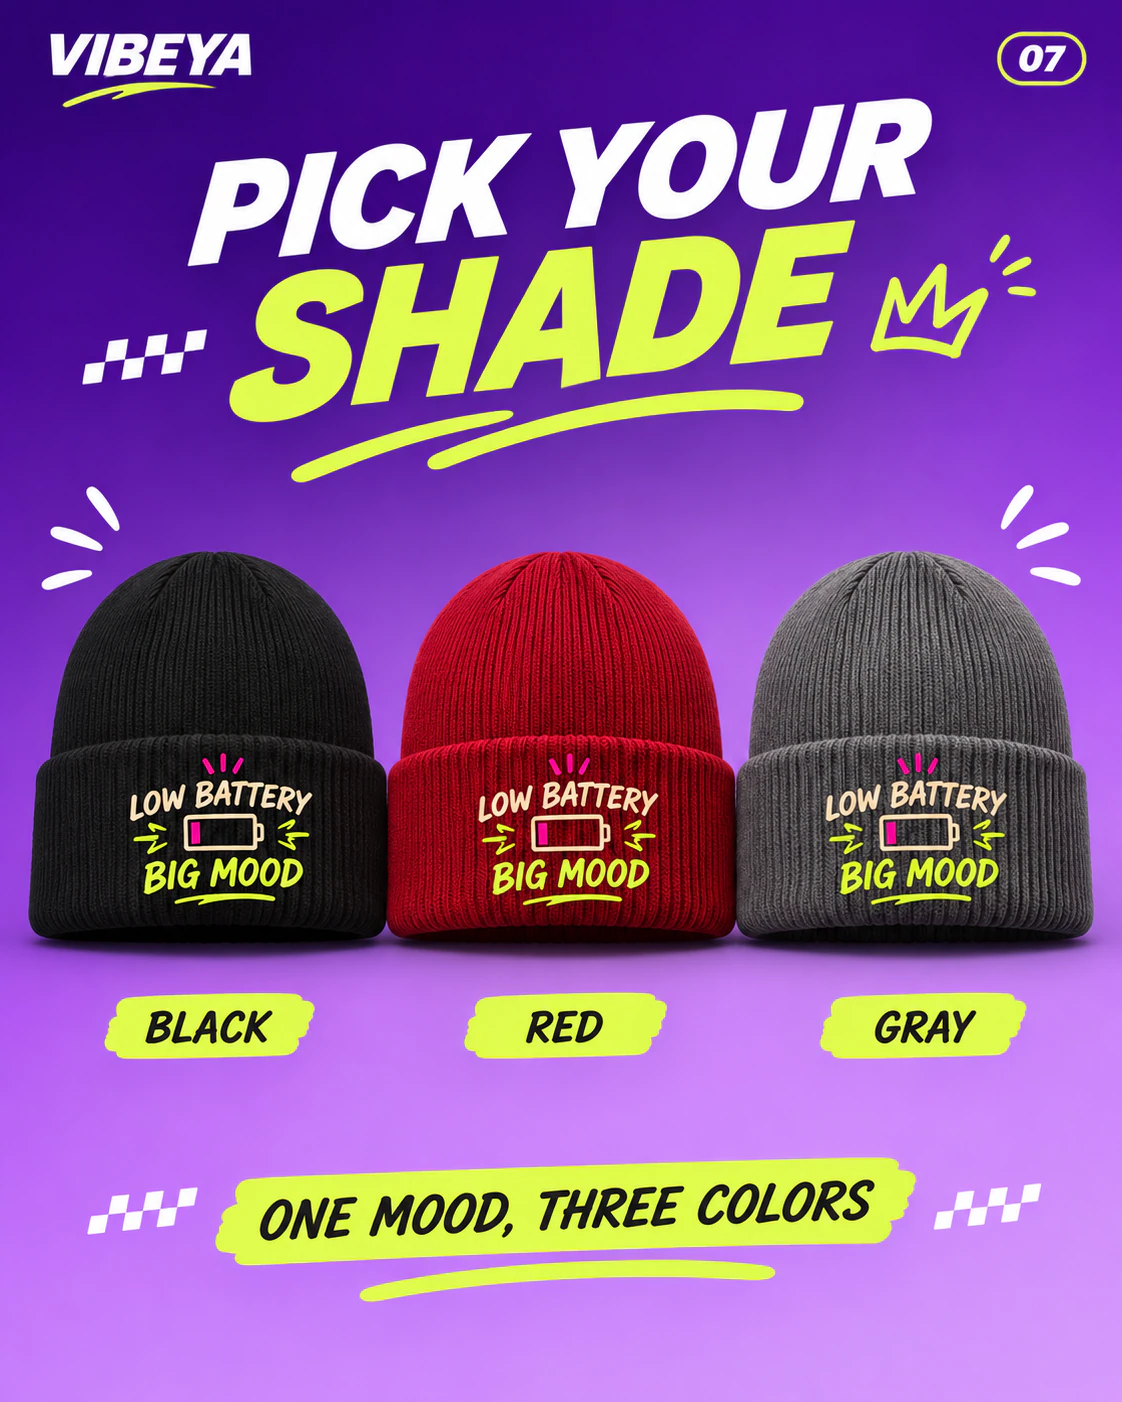 VIBEYA
07
PICK YOUR
SHADE
LOW BATTERY
BIG MOOD
LOW BATTERY
BIG MOOD
LOW BATTERY
BIG MOOD
BLACK
RED
GRAY
ONE MOOD, THREE COLORS